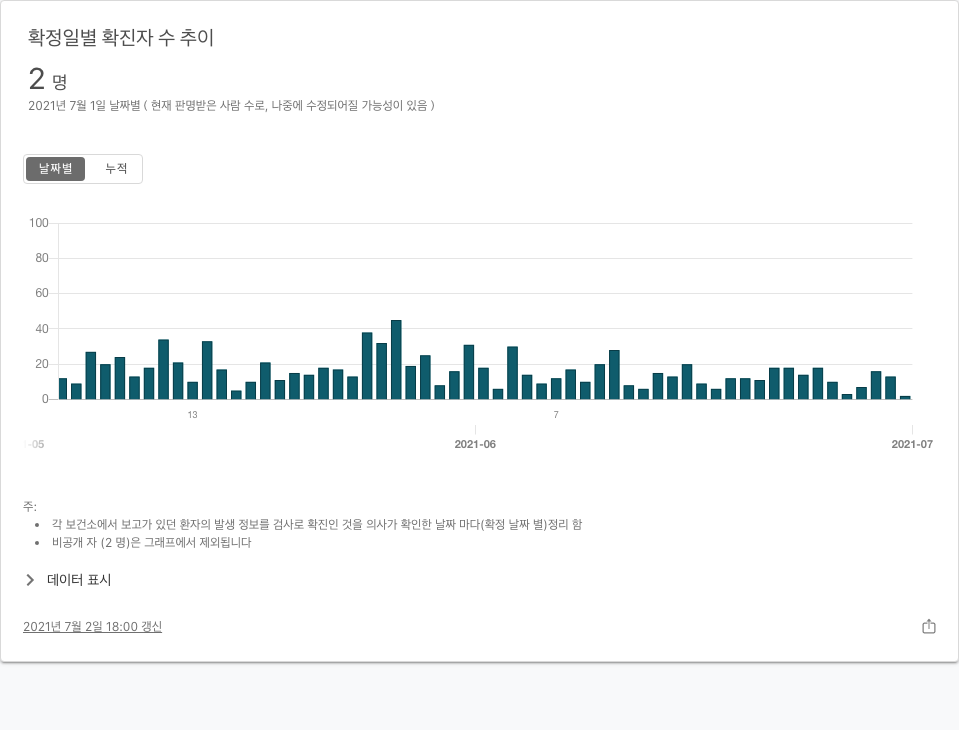 확정일별 확진자 수 추이
2 명
2021년 7월 1일 날짜별 ( 현재 판명받은 사람 수로, 나중에 수정되어질 가능성이 있음 )
날짜별 누적
100
80
60
40
20
0
13 7
-05 2021-06 2021-07
주:
• 각 보건소에서 보고가 있던 환자의 발생 정보를 검사로 확진인 것을 의사가 확인한 날짜 마다(확정 날짜 별)정리 함
• 비공개 자 (2 명)은 그래프에서 제외됩니다
데이터 표시
2021년 7월 2일 18:00 갱신